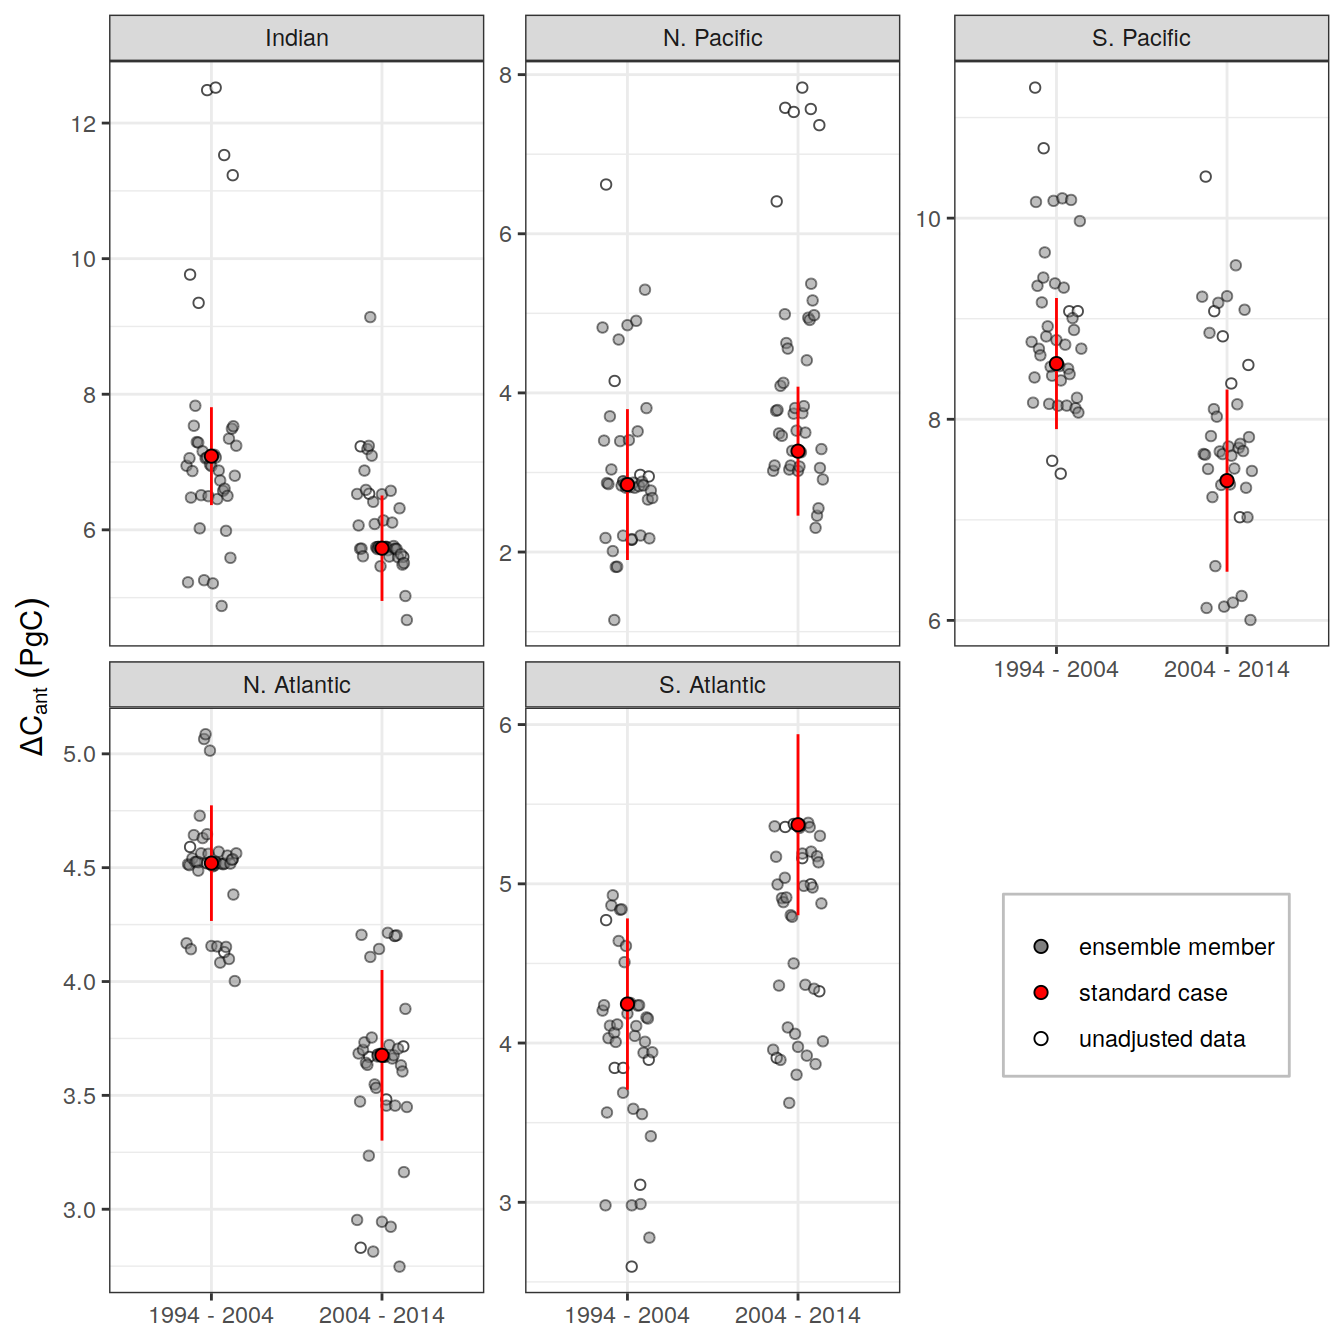 Indian
N. Pacific
S. Pacific
12
10
8
6
8
6
4
2
10
8
6
1994 - 2004
2004 - 2014
ΔCant (PgC)
N. Atlantic
S. Atlantic
5.0
4.5
4.0
3.5
3.0
6
5
4
3
1994 - 2004
2004 - 2014
1994 - 2004
2004 - 2014
ensemble member
standard case
unadjusted data